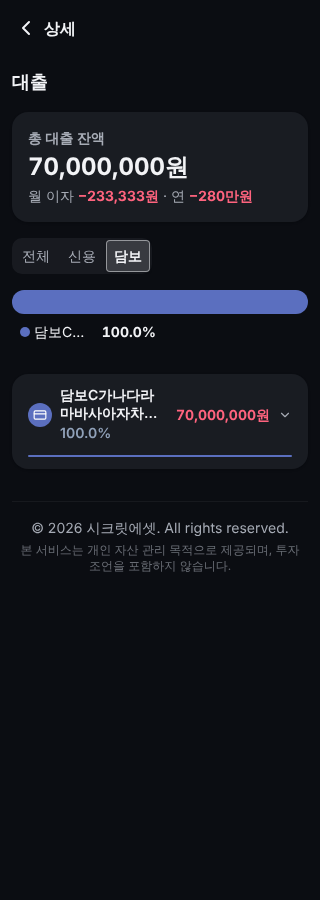 상세
대출
총 대출 잔액
70,000,000원
월 이자 −233,333원 · 연 −280만원
전체 신용 담보
담보C... 100.0%
담보C가나다라
마바사아자차... 70,000,000원
100.0%
© 2026 시크릿에셋. All rights reserved.
본 서비스는 개인 자산 관리 목적으로 제공되며, 투자
조언을 포함하지 않습니다.